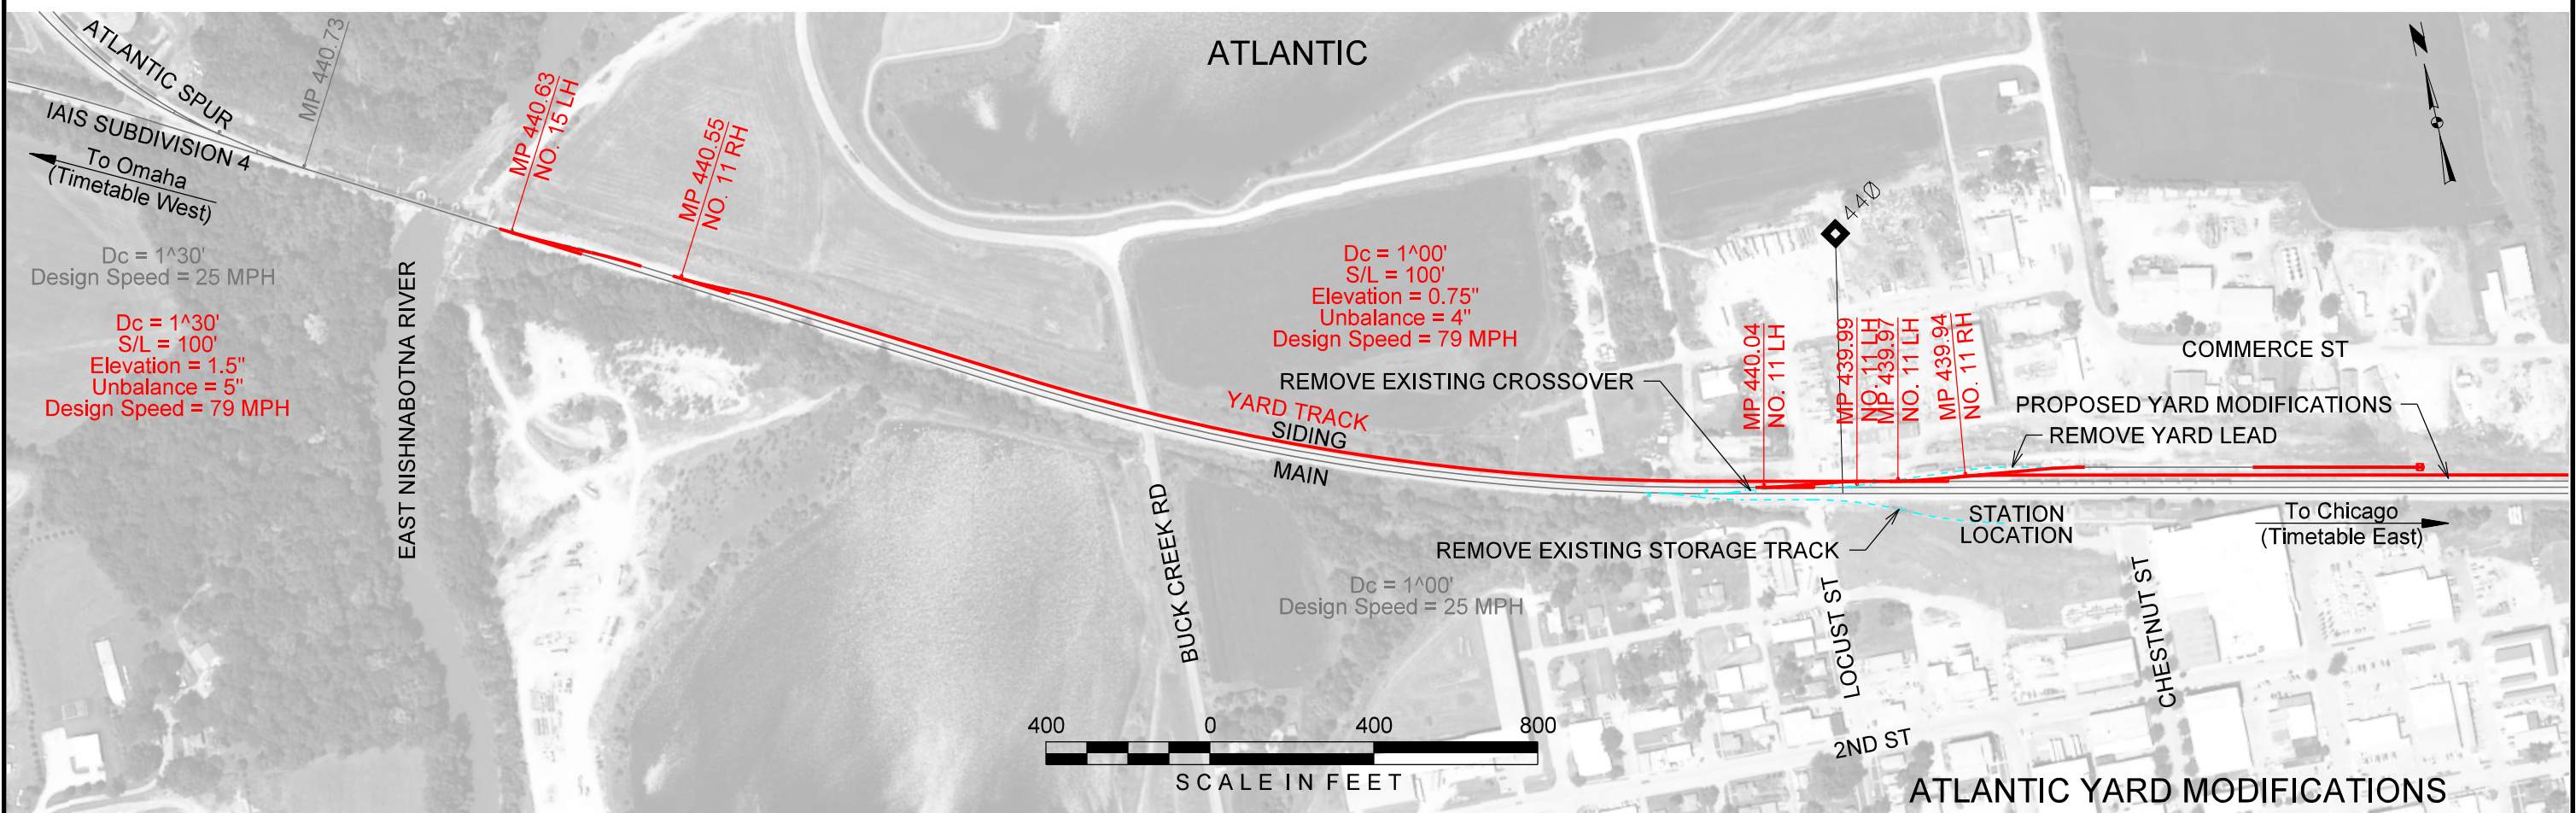 ATLANTIC
ATLANTIC SPUR
MP 440.73
IAIS SUBDIVISION 4
To Omaha
(Timetable West)
MP 440.63
NO. 15 LH
MP 440.55
NO. 11 RH
N
440
Dc = 1^30'
Design Speed = 25 MPH
Dc = 1^30'
S/L = 100'
Elevation = 1.5"
Unbalance = 5"
Design Speed = 79 MPH
EAST NISHNABOTNA RIVER
Dc = 1^00'
S/L = 100'
Elevation = 0.75"
Unbalance = 4"
Design Speed = 79 MPH
REMOVE EXISTING CROSSOVER
YARD TRACK
SIDING
MAIN
MP 440.04
NO. 11 LH
MP 439.99
NO. 11 LH
MP 439.97
NO. 11 LH
MP 439.94
NO. 11 RH
COMMERCE ST
PROPOSED YARD MODIFICATIONS
REMOVE YARD LEAD
STATION
LOCATION
To Chicago
(Timetable East)
REMOVE EXISTING STORAGE TRACK
Dc = 1^00'
Design Speed = 25 MPH
BUCK CREEK RD
LOCUST ST
CHESTNUT ST
2ND ST
400 0 400 800
SCALE IN FEET
ATLANTIC YARD MODIFICATIONS